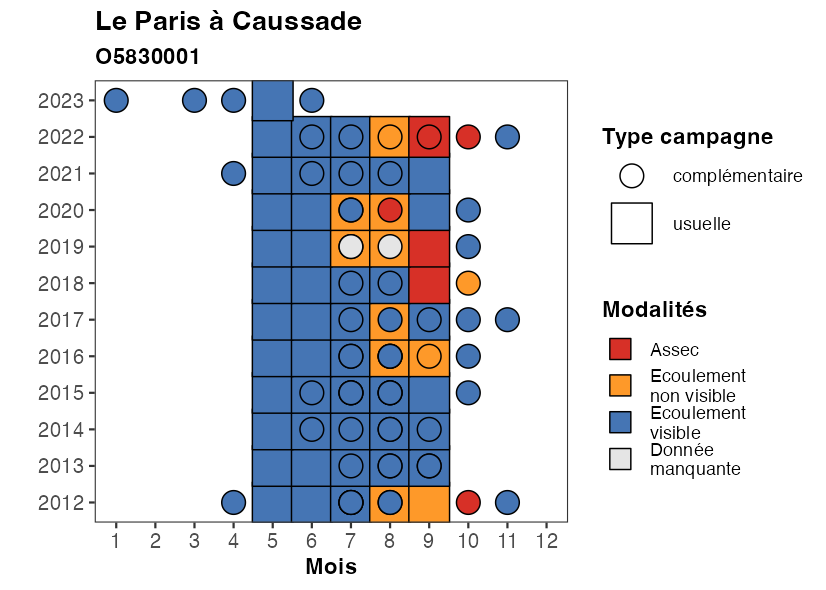 Le Paris à Caussade
O5830001
2023
2022
2021
2020
2019
2018
2017
2016
2015
2014
2013
2012
1 2 3 4 5 6 7 8 9 10 11 12
Mois
Type campagne
complémentaire
usuelle
Modalités
Assec
Ecoulement
non visible
Ecoulement
visible
Donnée
manquante